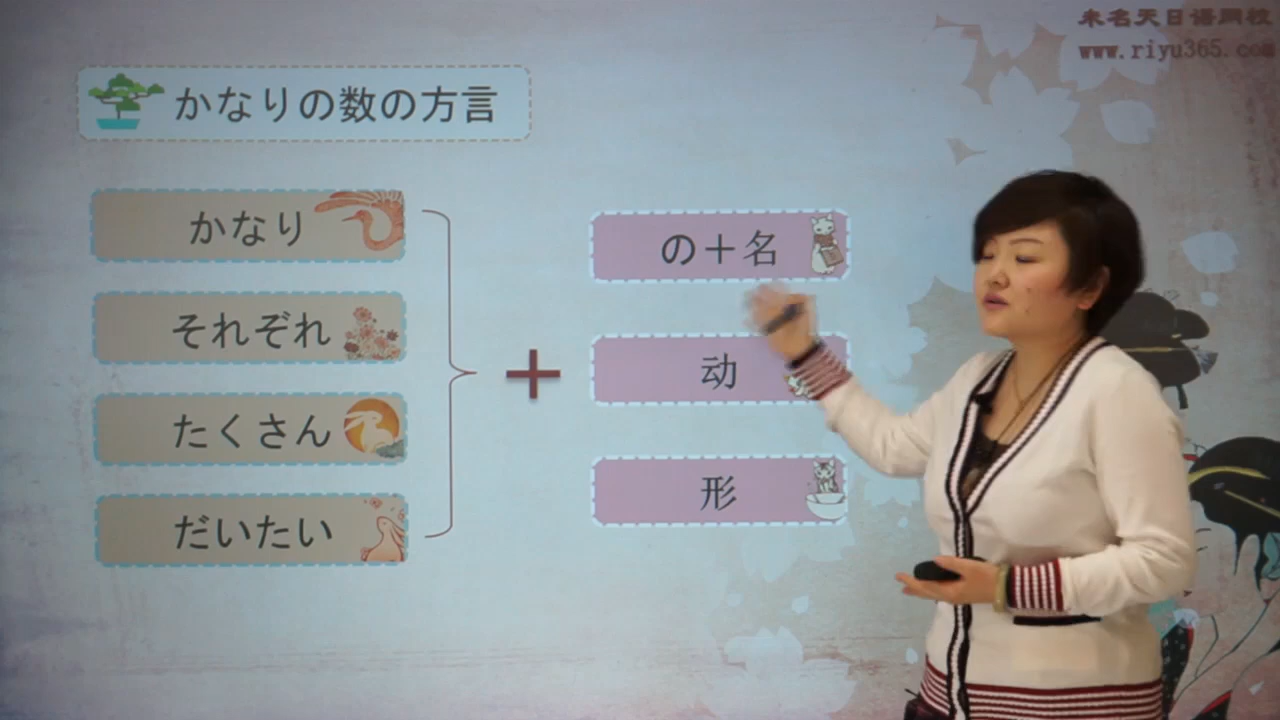 未名天日语网校
www.riyu365.com
かなりの数の方言
かなり
それぞれ
たくさん
だいたい
+
の+名
动
形